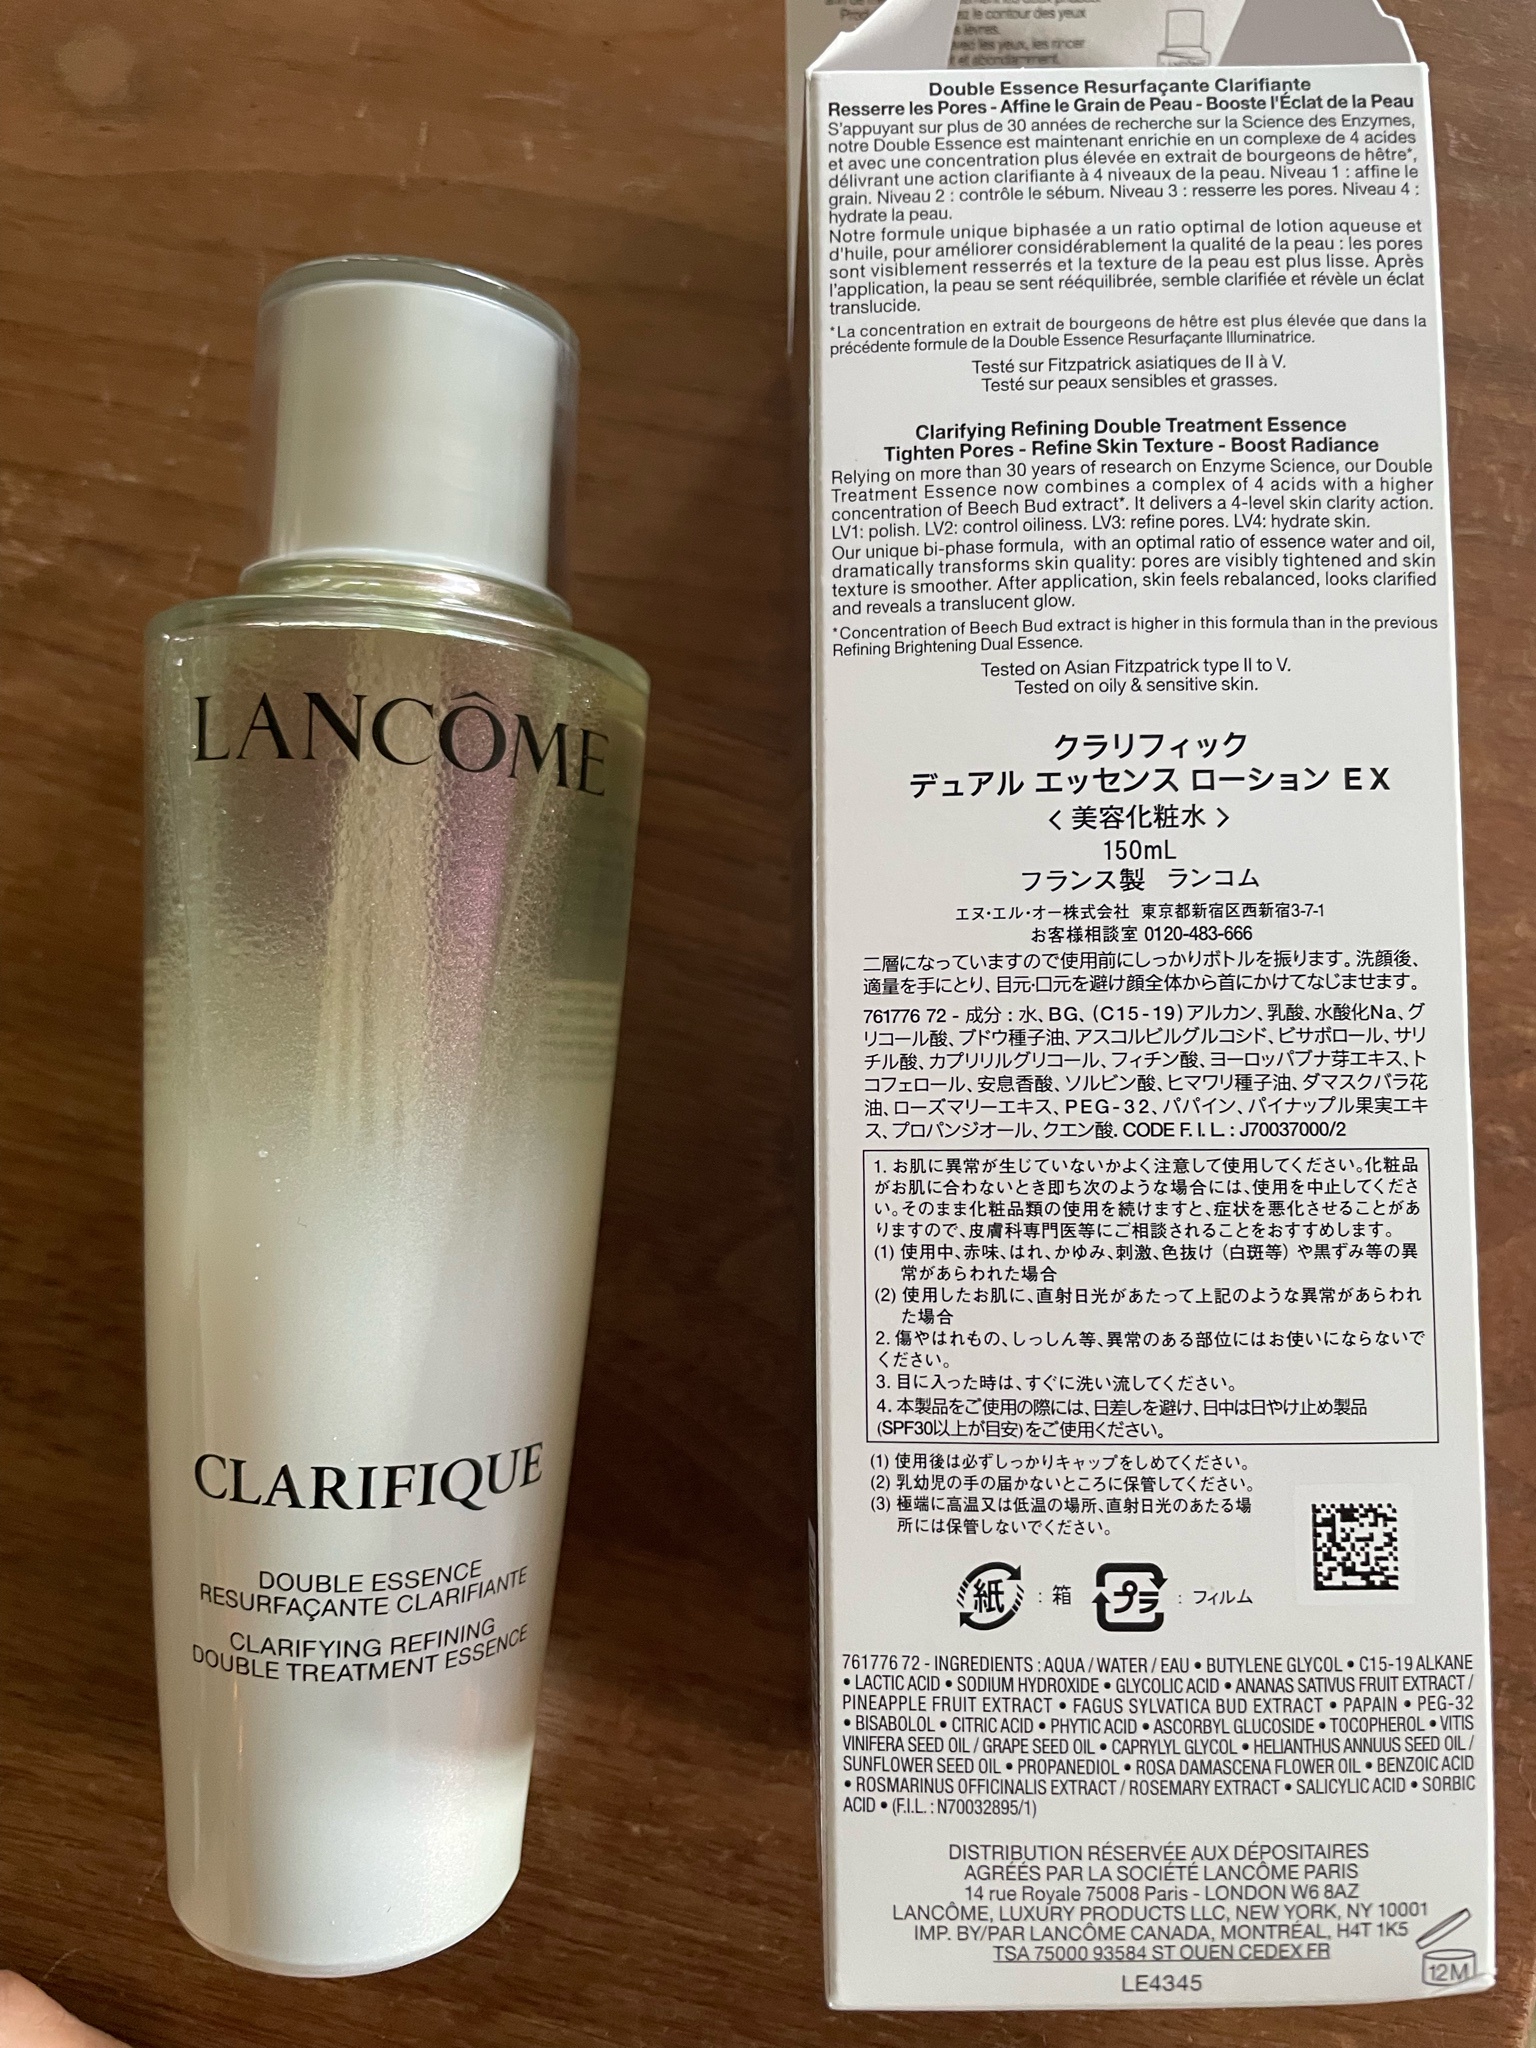 LANCÔME
CLARIFIQUE
DOUBLE ESSENCE
RESURFAÇANTE CLARIFIANTE
CLARIFYING REFINING
DOUBLE TREATMENT ESSENCE
ez le contour des yeux
lèvres.
avec les yeux, les rincer
et abondamment.
Double Essence Resurfaçante Clarifiante
Resserre les Pores - Affine le Grain de Peau - Booste l'Éclat de la Peau
S'appuyant sur plus de 30 années de recherche sur la Science des Enzymes,
notre Double Essence est maintenant enrichie en un complexe de 4 acides
et avec une concentration plus élevée en extrait de bourgeons de hêtre*,
délivrant une action clarifiante à 4 niveaux de la peau. Niveau 1 : affine le
grain. Niveau 2 : contrôle le sébum. Niveau 3 : resserre les pores. Niveau 4 :
hydrate la peau.
Notre formule unique biphasée a un ratio optimal de lotion aqueuse et
d'huile, pour améliorer considérablement la qualité de la peau : les pores
sont visiblement resserrés et la texture de la peau est plus lisse. Après
l'application, la peau se sent rééquilibrée, semble clarifiée et révèle un éclat
translucide.
*La concentration en extrait de bourgeons de hêtre est plus élevée que dans la
précédente formule de la Double Essence Resurfaçante Illuminatrice.
Testé sur Fitzpatrick asiatiques de II à V.
Testé sur peaux sensibles et grasses.
Clarifying Refining Double Treatment Essence
Tighten Pores - Refine Skin Texture - Boost Radiance
Relying on more than 30 years of research on Enzyme Science, our Double
Treatment Essence now combines a complex of 4 acids with a higher
concentration of Beech Bud extract*. It delivers a 4-level skin clarity action.
LV1: polish. LV2: control oiliness. LV3: refine pores. LV4: hydrate skin.
Our unique bi-phase formula, with an optimal ratio of essence water and oil,
dramatically transforms skin quality: pores are visibly tightened and skin
texture is smoother. After application, skin feels rebalanced, looks clarified
and reveals a translucent glow.
*Concentration of Beech Bud extract is higher in this formula than in the previous
Refining Brightening Dual Essence.
Tested on Asian Fitzpatrick type II to V.
Tested on oily & sensitive skin.
クラリフィック
デュアル エッセンス ローション EX
< 美容化粧水 >
150mL
フランス製 ランコム
エヌ・エル・オー株式会社 東京都新宿区西新宿3-7-1
お客様相談室 0120-483-666
二層になっていますので使用前にしっかりボトルを振ります。洗顔後、
適量を手にとり、目元・口元を避け顔全体から首にかけてなじませます。
761776 72 - 成分 : 水、BG、(C15-19)アルカン、乳酸、水酸化Na、グ
リコール酸、ブドウ種子油、アスコルビルグルコシド、ビサボロール、サリ
チル酸、カプリリルグリコール、フィチン酸、ヨーロッパブナ芽エキス、ト
コフェロール、安息香酸、ソルビン酸、ヒマワリ種子油、ダマスクバラ花
油、ローズマリーエキス、PEG-32、パパイン、パイナップル果実エキ
ス、プロパンジオール、クエン酸. CODE F. I. L. : J70037000/2
1. お肌に異常が生じていないかよく注意して使用してください。化粧品
がお肌に合わないとき即ち次のような場合には、使用を中止してくださ
い。そのまま化粧品類の使用を続けますと、症状を悪化させることがあ
りますので、皮膚科専門医等にご相談されることをおすすめします。
(1) 使用中、赤味、はれ、かゆみ、刺激、色抜け (白斑等) や黒ずみ等の異
常があらわれた場合
(2) 使用したお肌に、直射日光があたって上記のような異常があらわれ
た場合
2. 傷やはれもの、しっしん等、異常のある部位にはお使いにならないで
ください。
3. 目に入った時は、すぐに洗い流してください。
4. 本製品をご使用の際には、日差しを避け、日中は日やけ止め製品
(SPF30以上が目安)をご使用ください。
(1) 使用後は必ずしっかりキャップをしめてください。
(2) 乳幼児の手の届かないところに保管してください。
(3) 極端に高温又は低温の場所、直射日光のあたる場
所には保管しないでください。
紙 : 箱 プラ : フィルム
761776 72 - INGREDIENTS : AQUA / WATER / EAU • BUTYLENE GLYCOL • C15-19 ALKANE
• LACTIC ACID • SODIUM HYDROXIDE • GLYCOLIC ACID • ANANAS SATIVUS FRUIT EXTRACT /
PINEAPPLE FRUIT EXTRACT • FAGUS SYLVATICA BUD EXTRACT • PAPAIN • PEG-32
• BISABOLOL • CITRIC ACID • PHYTIC ACID • ASCORBYL GLUCOSIDE • TOCOPHEROL • VITIS
VINIFERA SEED OIL / GRAPE SEED OIL • CAPRYLYL GLYCOL • HELIANTHUS ANNUUS SEED OIL /
SUNFLOWER SEED OIL • PROPANEDIOL • ROSA DAMASCENA FLOWER OIL • BENZOIC ACID
• ROSMARINUS OFFICINALIS EXTRACT / ROSEMARY EXTRACT • SALICYLIC ACID • SORBIC
ACID • (F.I.L. : N70032895/1)
DISTRIBUTION RÉSERVÉE AUX DÉPOSITAIRES
AGRÉÉS PAR LA SOCIÉTÉ LANCÔME PARIS
14 rue Royale 75008 Paris - LONDON W6 8AZ
LANCÔME, LUXURY PRODUCTS LLC, NEW YORK, NY 10001
IMP. BY/PAR LANCÔME CANADA, MONTRÉAL, H4T 1K5
TSA 75000 93584 ST OUEN CEDEX FR
LE4345
12M